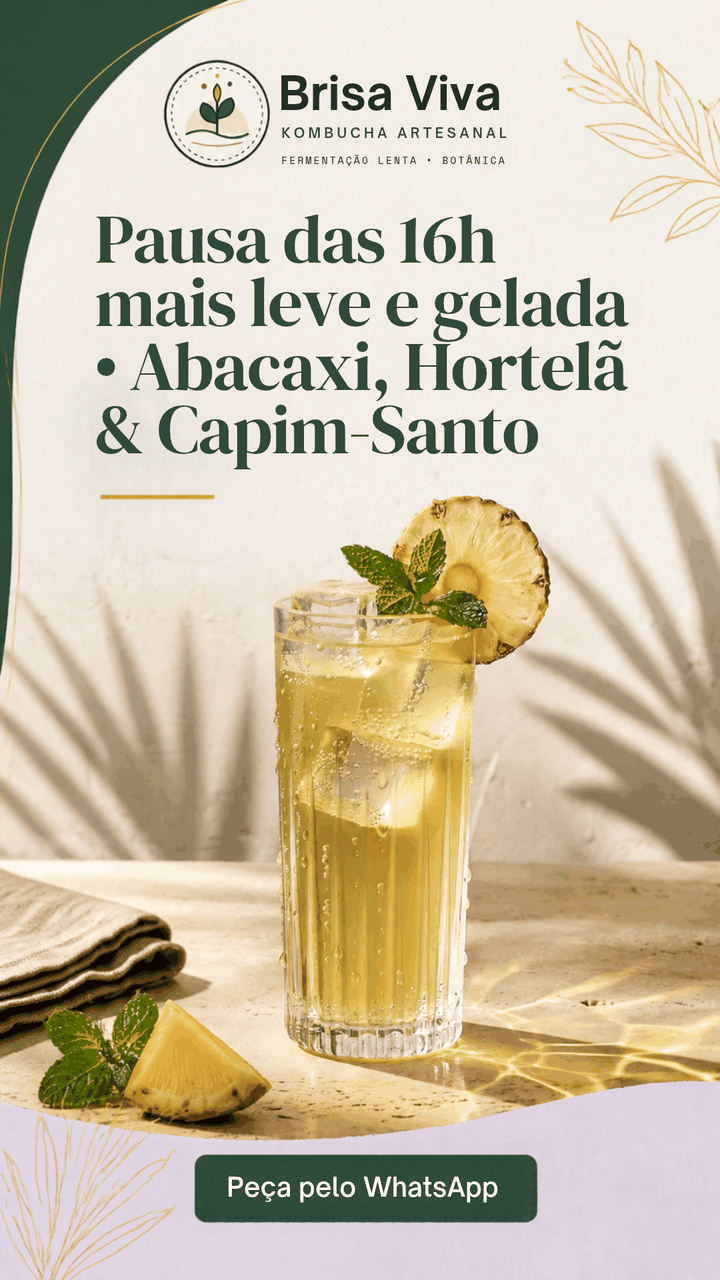 Brisa Viva
KOMBUCHA ARTESANAL
FERMENTAÇÃO LENTA • BOTÂNICA
Pausa das 16h
mais leve e gelada
• Abacaxi, Hortelã
& Capim-Santo
Peça pelo WhatsApp